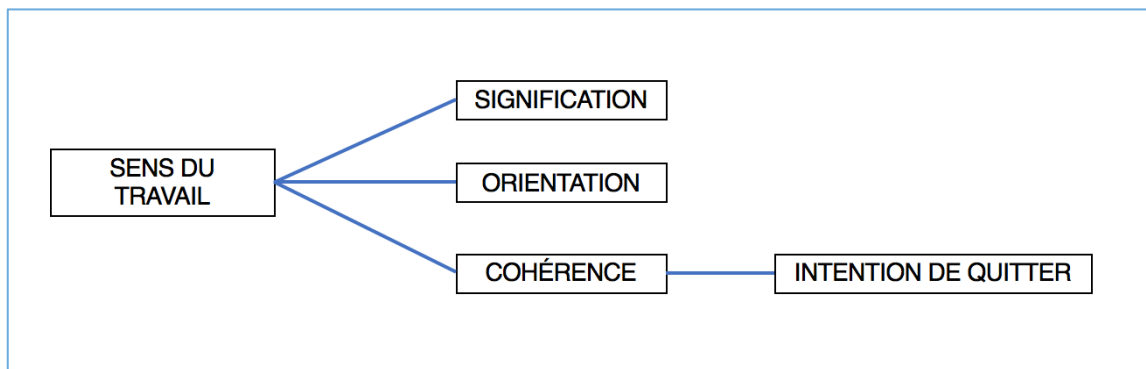 SIGNIFICATION
SENS DU
TRAVAIL
ORIENTATION
COHÉRENCE
INTENTION DE QUITTER